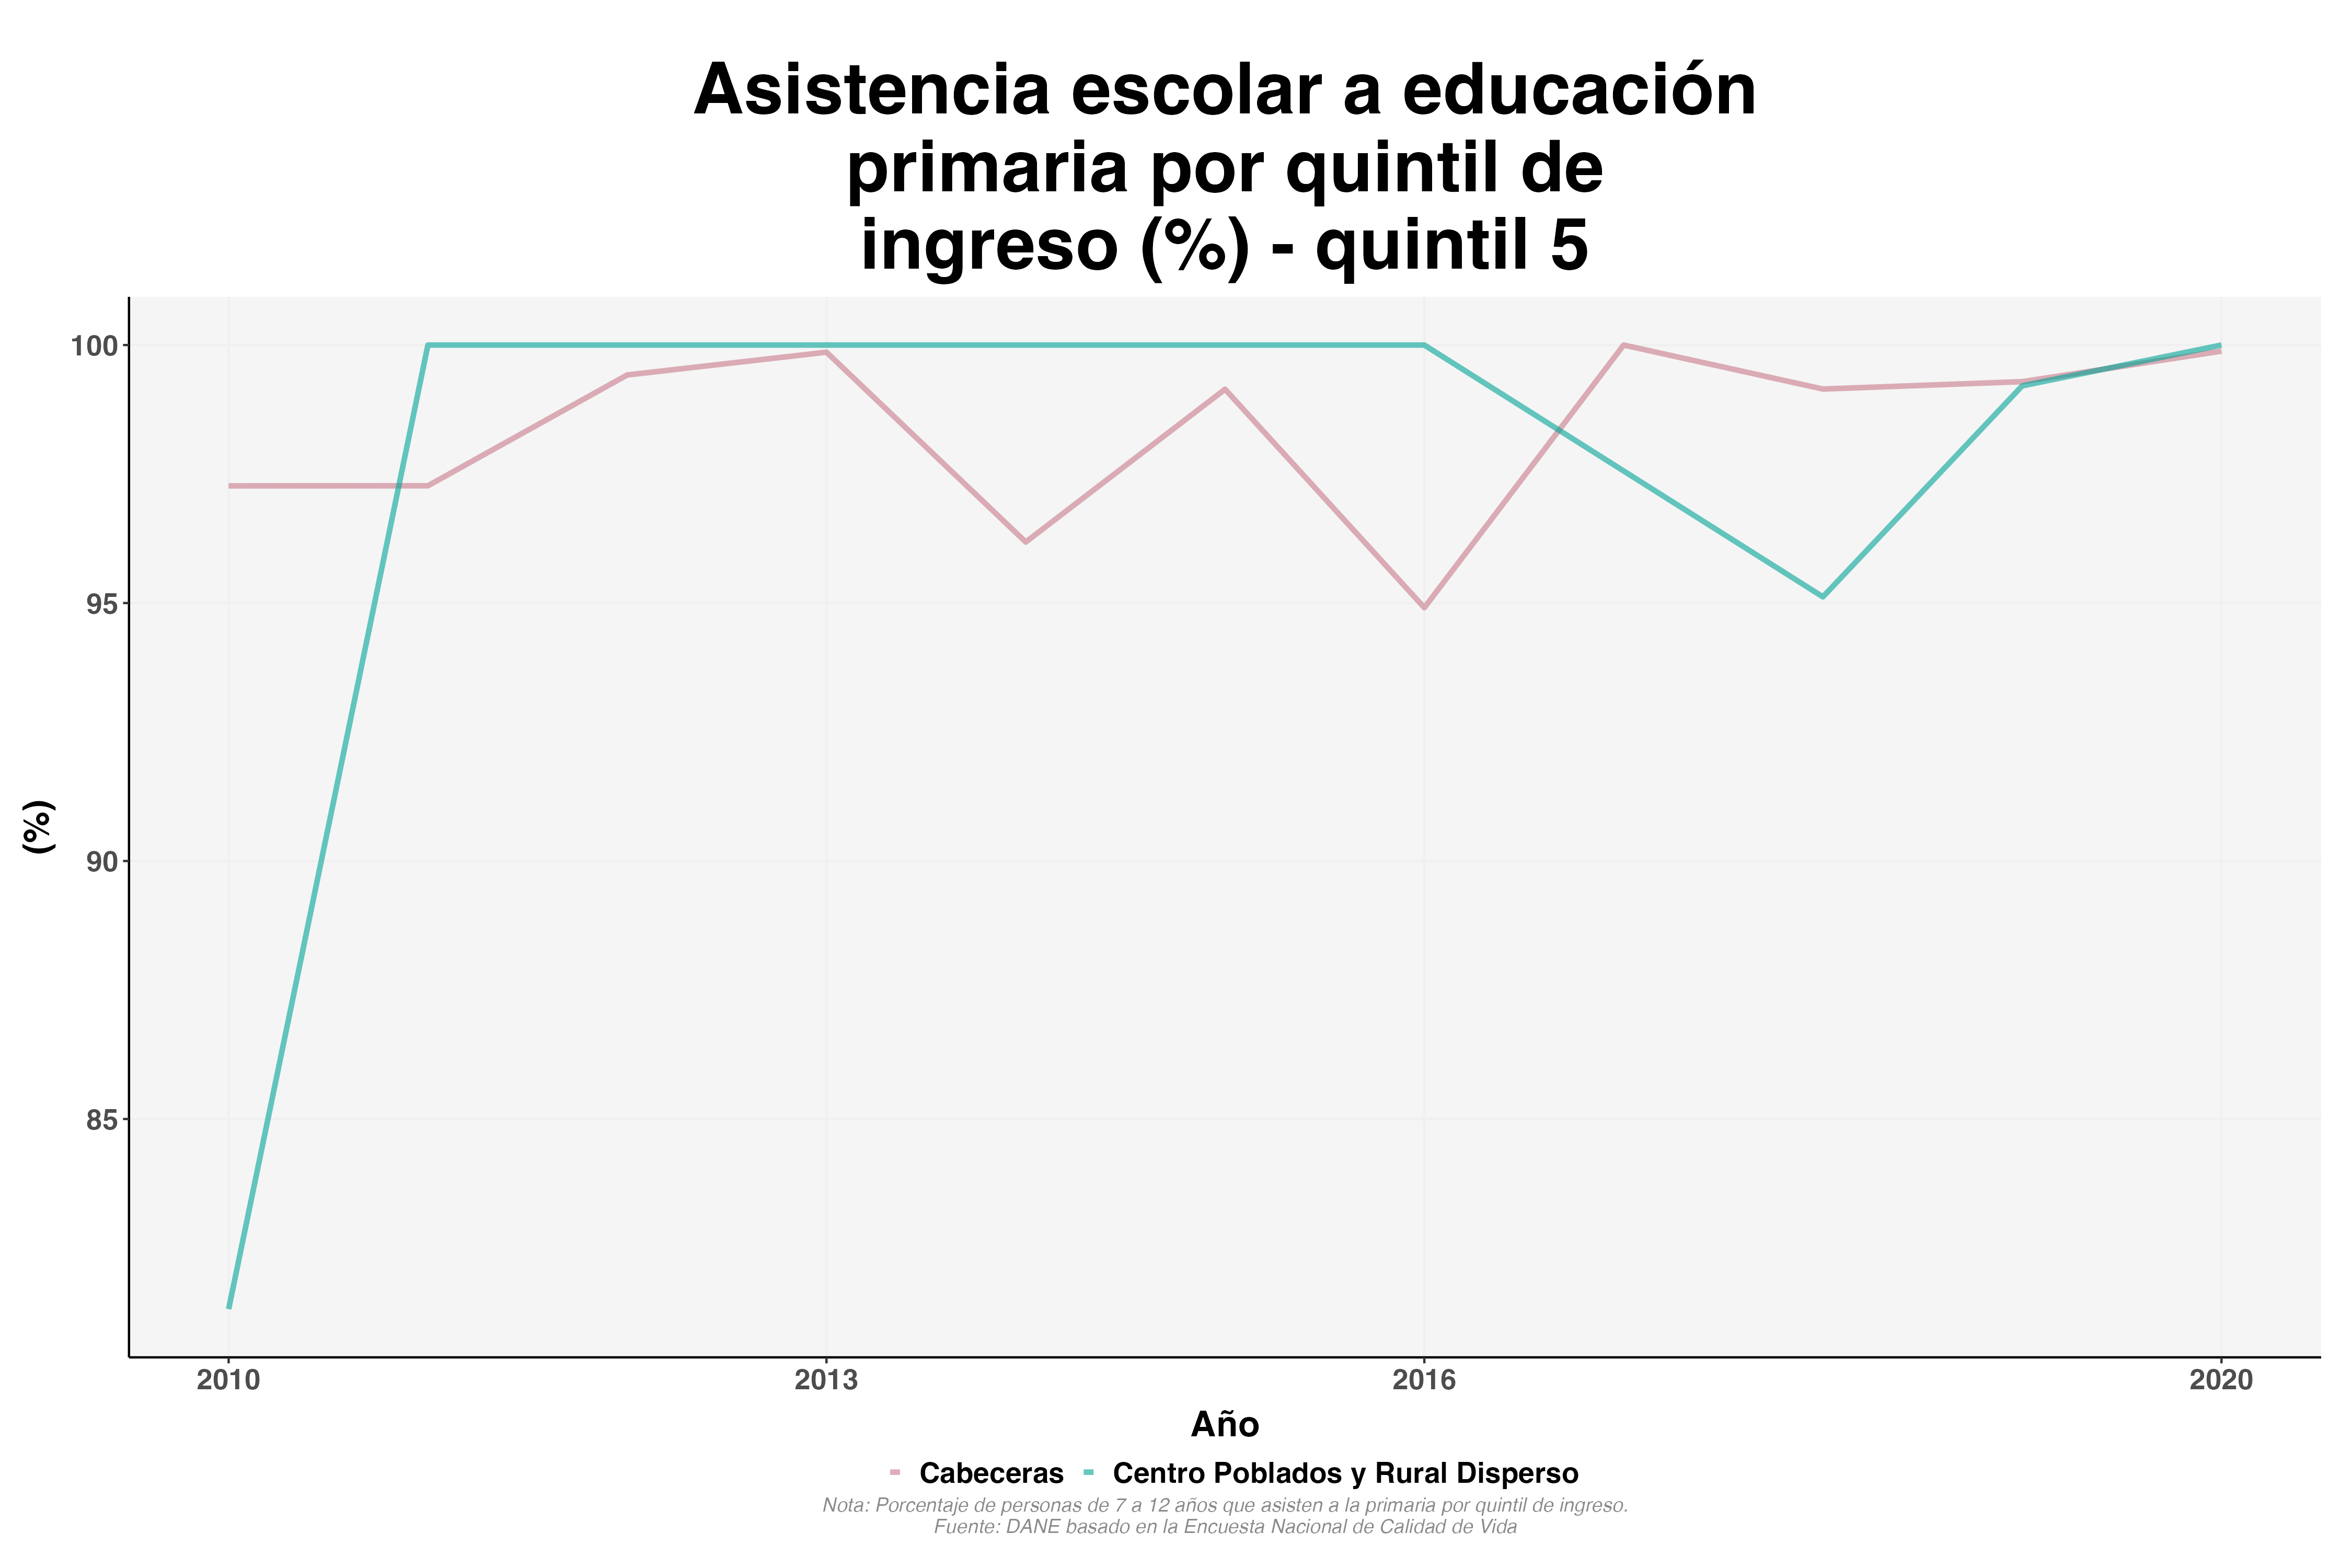 Asistencia escolar a educación
primaria por quintil de
ingreso (%) - quintil 5
100
95
90
85
(%)
2010 2013 2016 2020
Año
Cabeceras Centro Poblados y Rural Disperso
Nota: Porcentaje de personas de 7 a 12 años que asisten a la primaria por quintil de ingreso.
Fuente: DANE basado en la Encuesta Nacional de Calidad de Vida